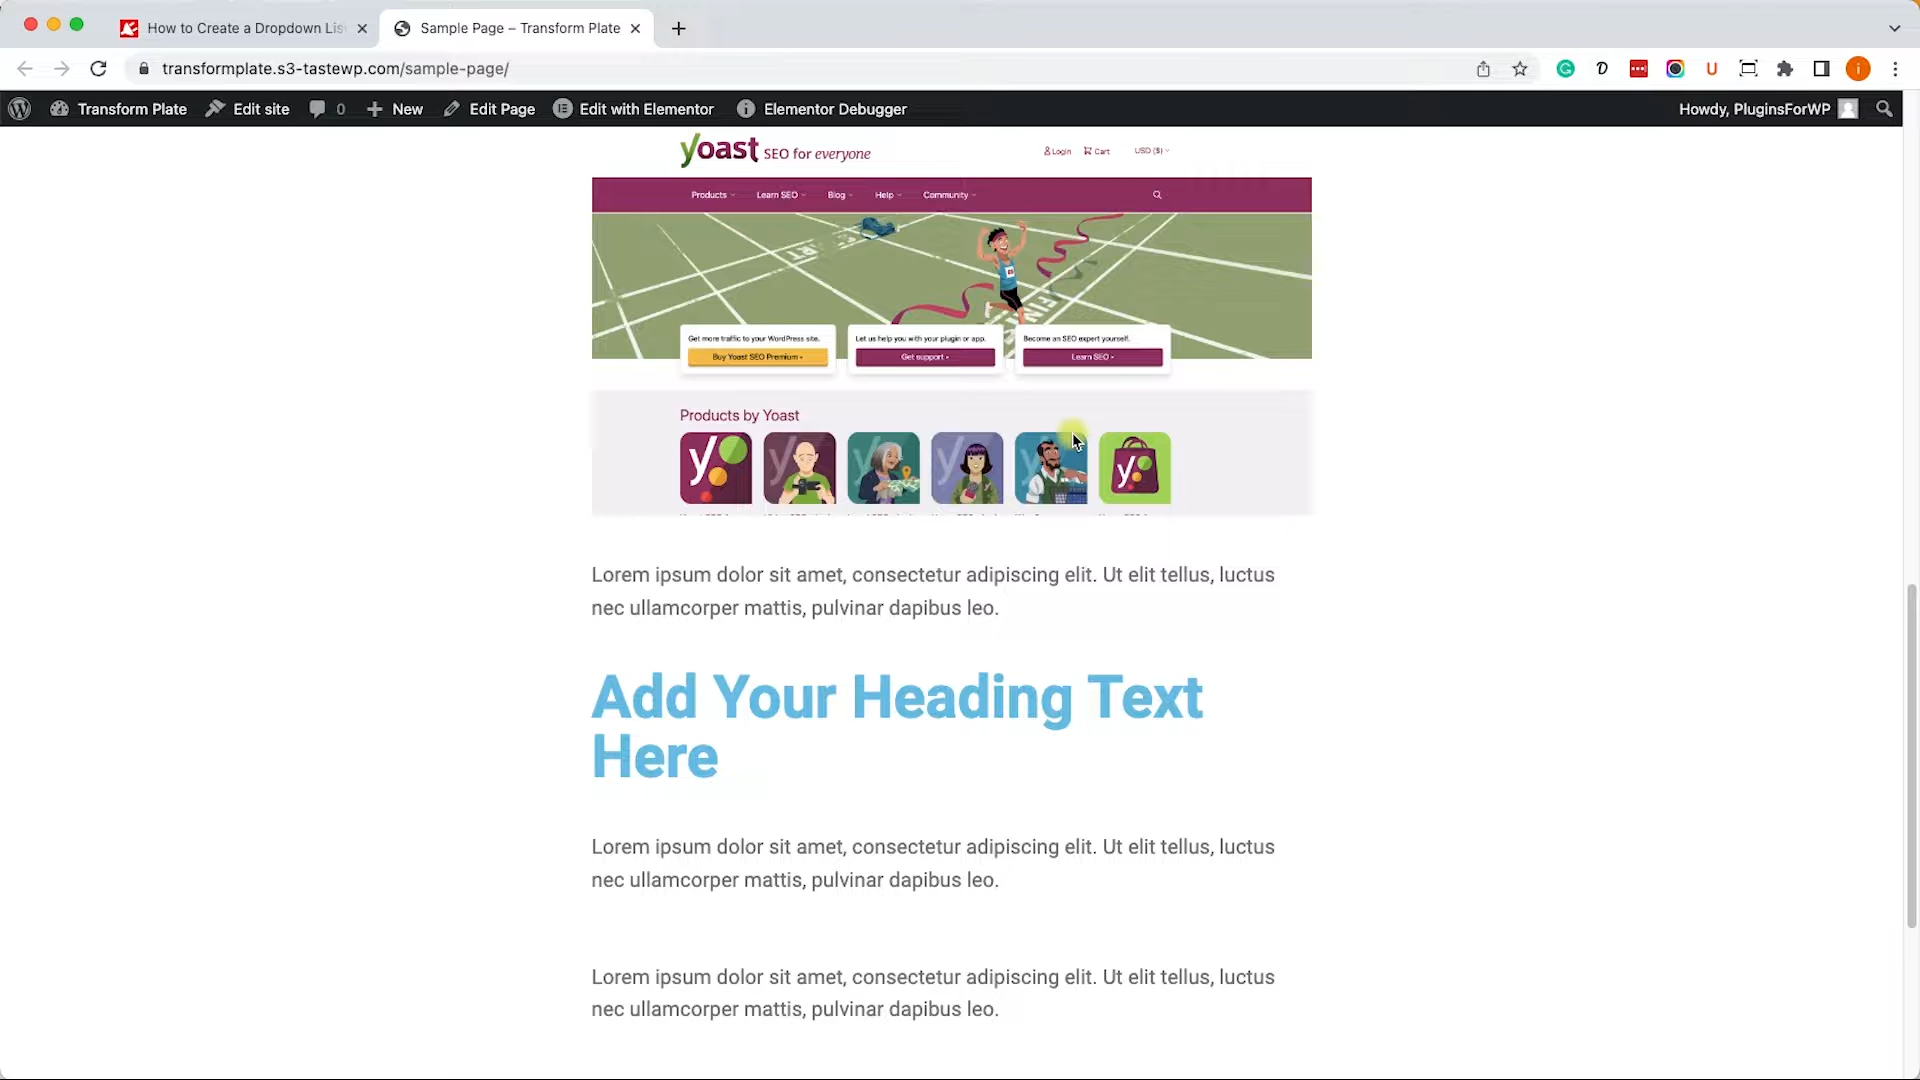 How to Create a Dropdown Lis
Sample Page – Transform Plate
transformplate.s3-tastewp.com/sample-page/
Transform Plate
Edit site
0
New
Edit Page
Edit with Elementor
Elementor Debugger
Howdy, PluginsForWP
yoast SEO for everyone
Login
Cart
USD ($)
Products
Learn SEO
Blog
Help
Community
Get more traffic to your WordPress site.
Buy Yoast SEO Premium
Let us help you with your plugin or app.
Get support
Become an SEO expert yourself.
Learn SEO
Products by Yoast
Lorem ipsum dolor sit amet, consectetur adipiscing elit. Ut elit tellus, luctus
nec ullamcorper mattis, pulvinar dapibus leo.
Add Your Heading Text
Here
Lorem ipsum dolor sit amet, consectetur adipiscing elit. Ut elit tellus, luctus
nec ullamcorper mattis, pulvinar dapibus leo.
Lorem ipsum dolor sit amet, consectetur adipiscing elit. Ut elit tellus, luctus
nec ullamcorper mattis, pulvinar dapibus leo.